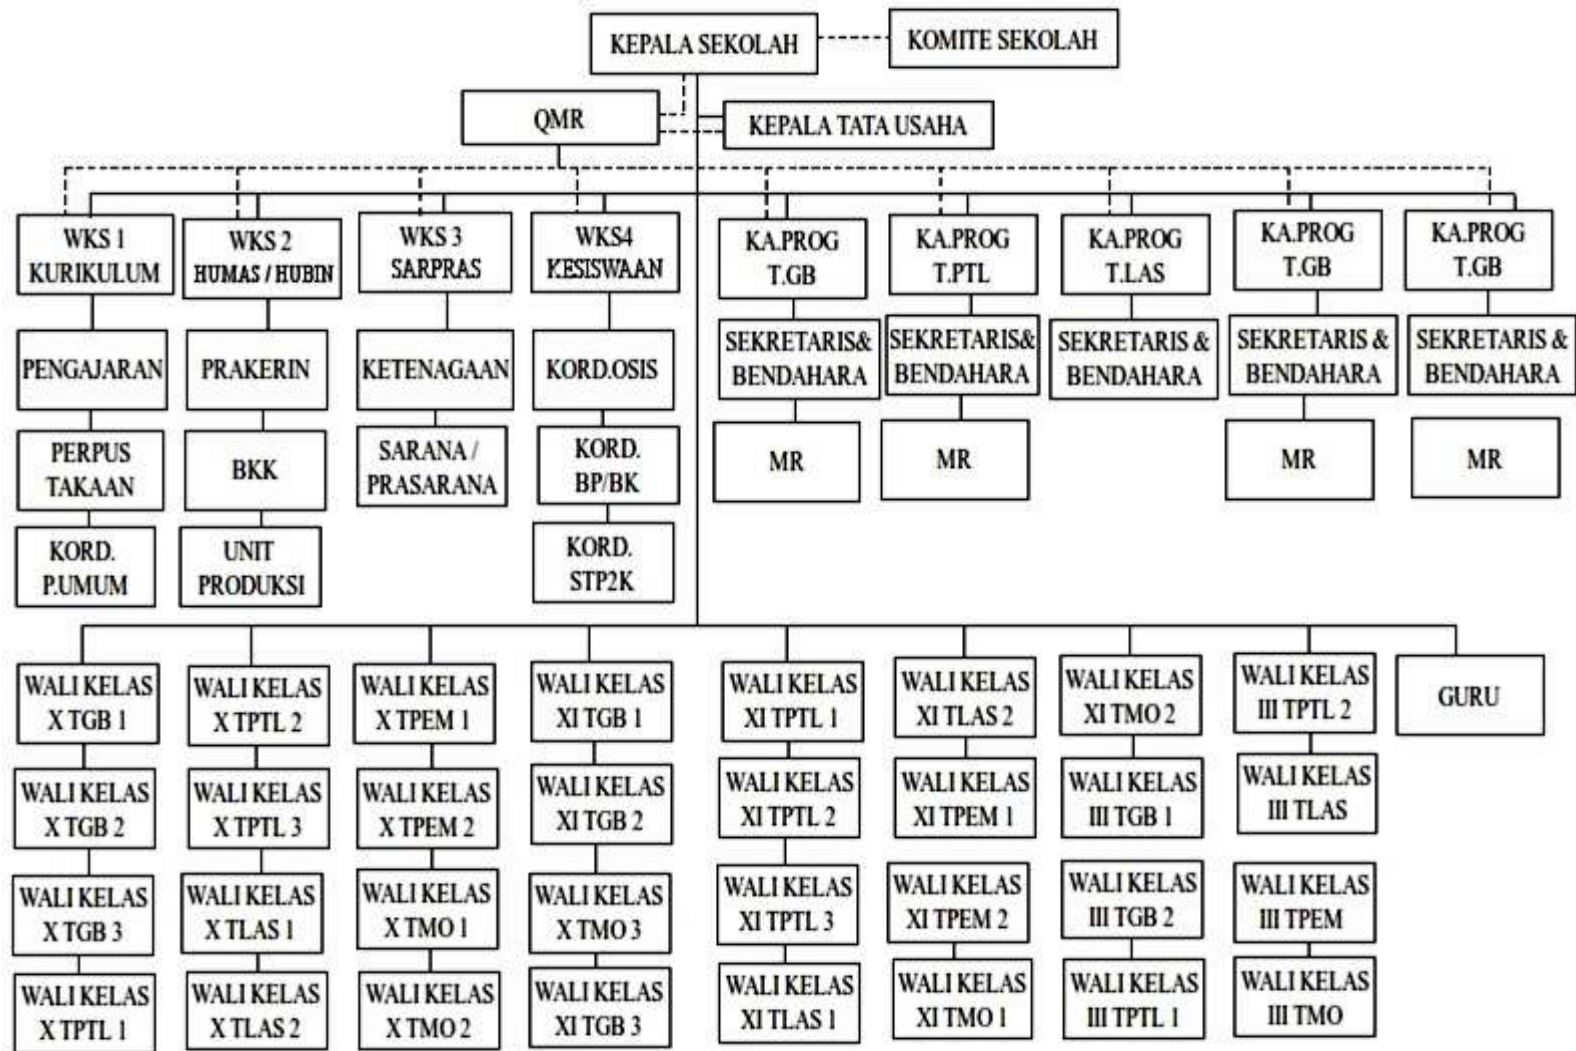 KEPALA SEKOLAH
KOMITE SEKOLAH
QMR
KEPALA TATA USAHA
WKS 1
KURIKULUM
WKS 2
HUMAS / HUBIN
WKS 3
SARPRAS
WKS4
KESISWAAN
KA.PROG
T.GB
KA.PROG
T.PTL
KA.PROG
T.LAS
KA.PROG
T.GB
KA.PROG
T.GB
PENGAJARAN
PRAKERIN
KETENAGAAN
KORD.OSIS
SEKRETARIS&
BENDAHARA
SEKRETARIS&
BENDAHARA
SEKRETARIS &
BENDAHARA
SEKRETARIS &
BENDAHARA
SEKRETARIS &
BENDAHARA
PERPUS
TAKAAN
BKK
SARANA /
PRASARANA
KORD.
BP/BK
MR
MR
MR
MR
KORD.
P.UMUM
UNIT
PRODUKSI
KORD.
STP2K
WALI KELAS
X TGB 1
WALI KELAS
X TPTL 2
WALI KELAS
X TPEM 1
WALI KELAS
XI TGB 1
WALI KELAS
XI TPTL 1
WALI KELAS
XI TLAS 2
WALI KELAS
XI TMO 2
WALI KELAS
III TPTL 2
GURU
WALI KELAS
X TGB 2
WALI KELAS
X TPTL 3
WALI KELAS
X TPEM 2
WALI KELAS
XI TGB 2
WALI KELAS
XI TPTL 2
WALI KELAS
XI TPEM 1
WALI KELAS
III TGB 1
WALI KELAS
III TLAS
WALI KELAS
X TGB 3
WALI KELAS
X TLAS 1
WALI KELAS
X TMO 1
WALI KELAS
X TMO 3
WALI KELAS
XI TPTL 3
WALI KELAS
XI TPEM 2
WALI KELAS
III TGB 2
WALI KELAS
III TPEM
WALI KELAS
X TPTL 1
WALI KELAS
X TLAS 2
WALI KELAS
X TMO 2
WALI KELAS
XI TGB 3
WALI KELAS
XI TLAS 1
WALI KELAS
XI TMO 1
WALI KELAS
III TPTL 1
WALI KELAS
III TMO